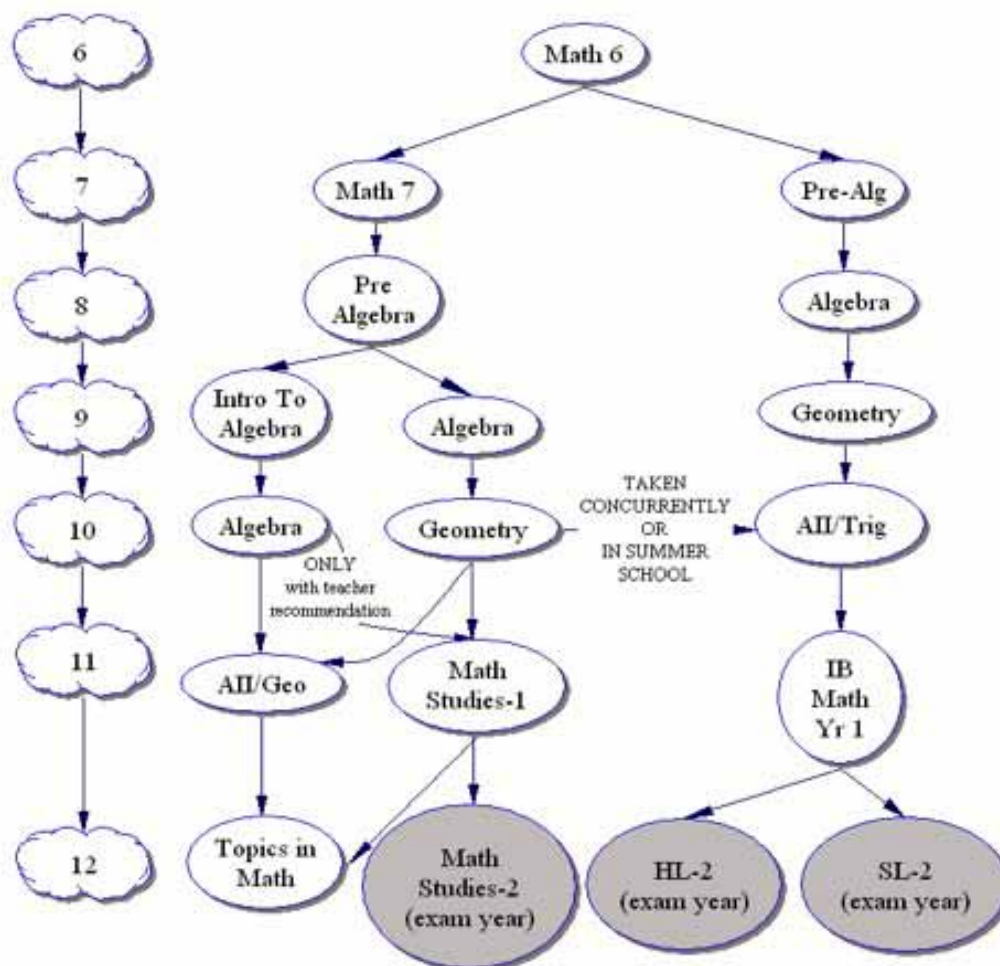 6
Math 6
7
Math 7
Pre-Alg
8
Pre
Algebra
Algebra
9
Intro To
Algebra
Algebra
Geometry
10
Algebra
Geometry
TAKEN
CONCURRENTLY
OR
IN SUMMER
SCHOOL
AII/Trig
ONLY
with teacher
recommendation
11
AII/Geo
Math
Studies-1
IB
Math
Yr 1
12
Topics in
Math
Math
Studies-2
(exam year)
HL-2
(exam year)
SL-2
(exam year)